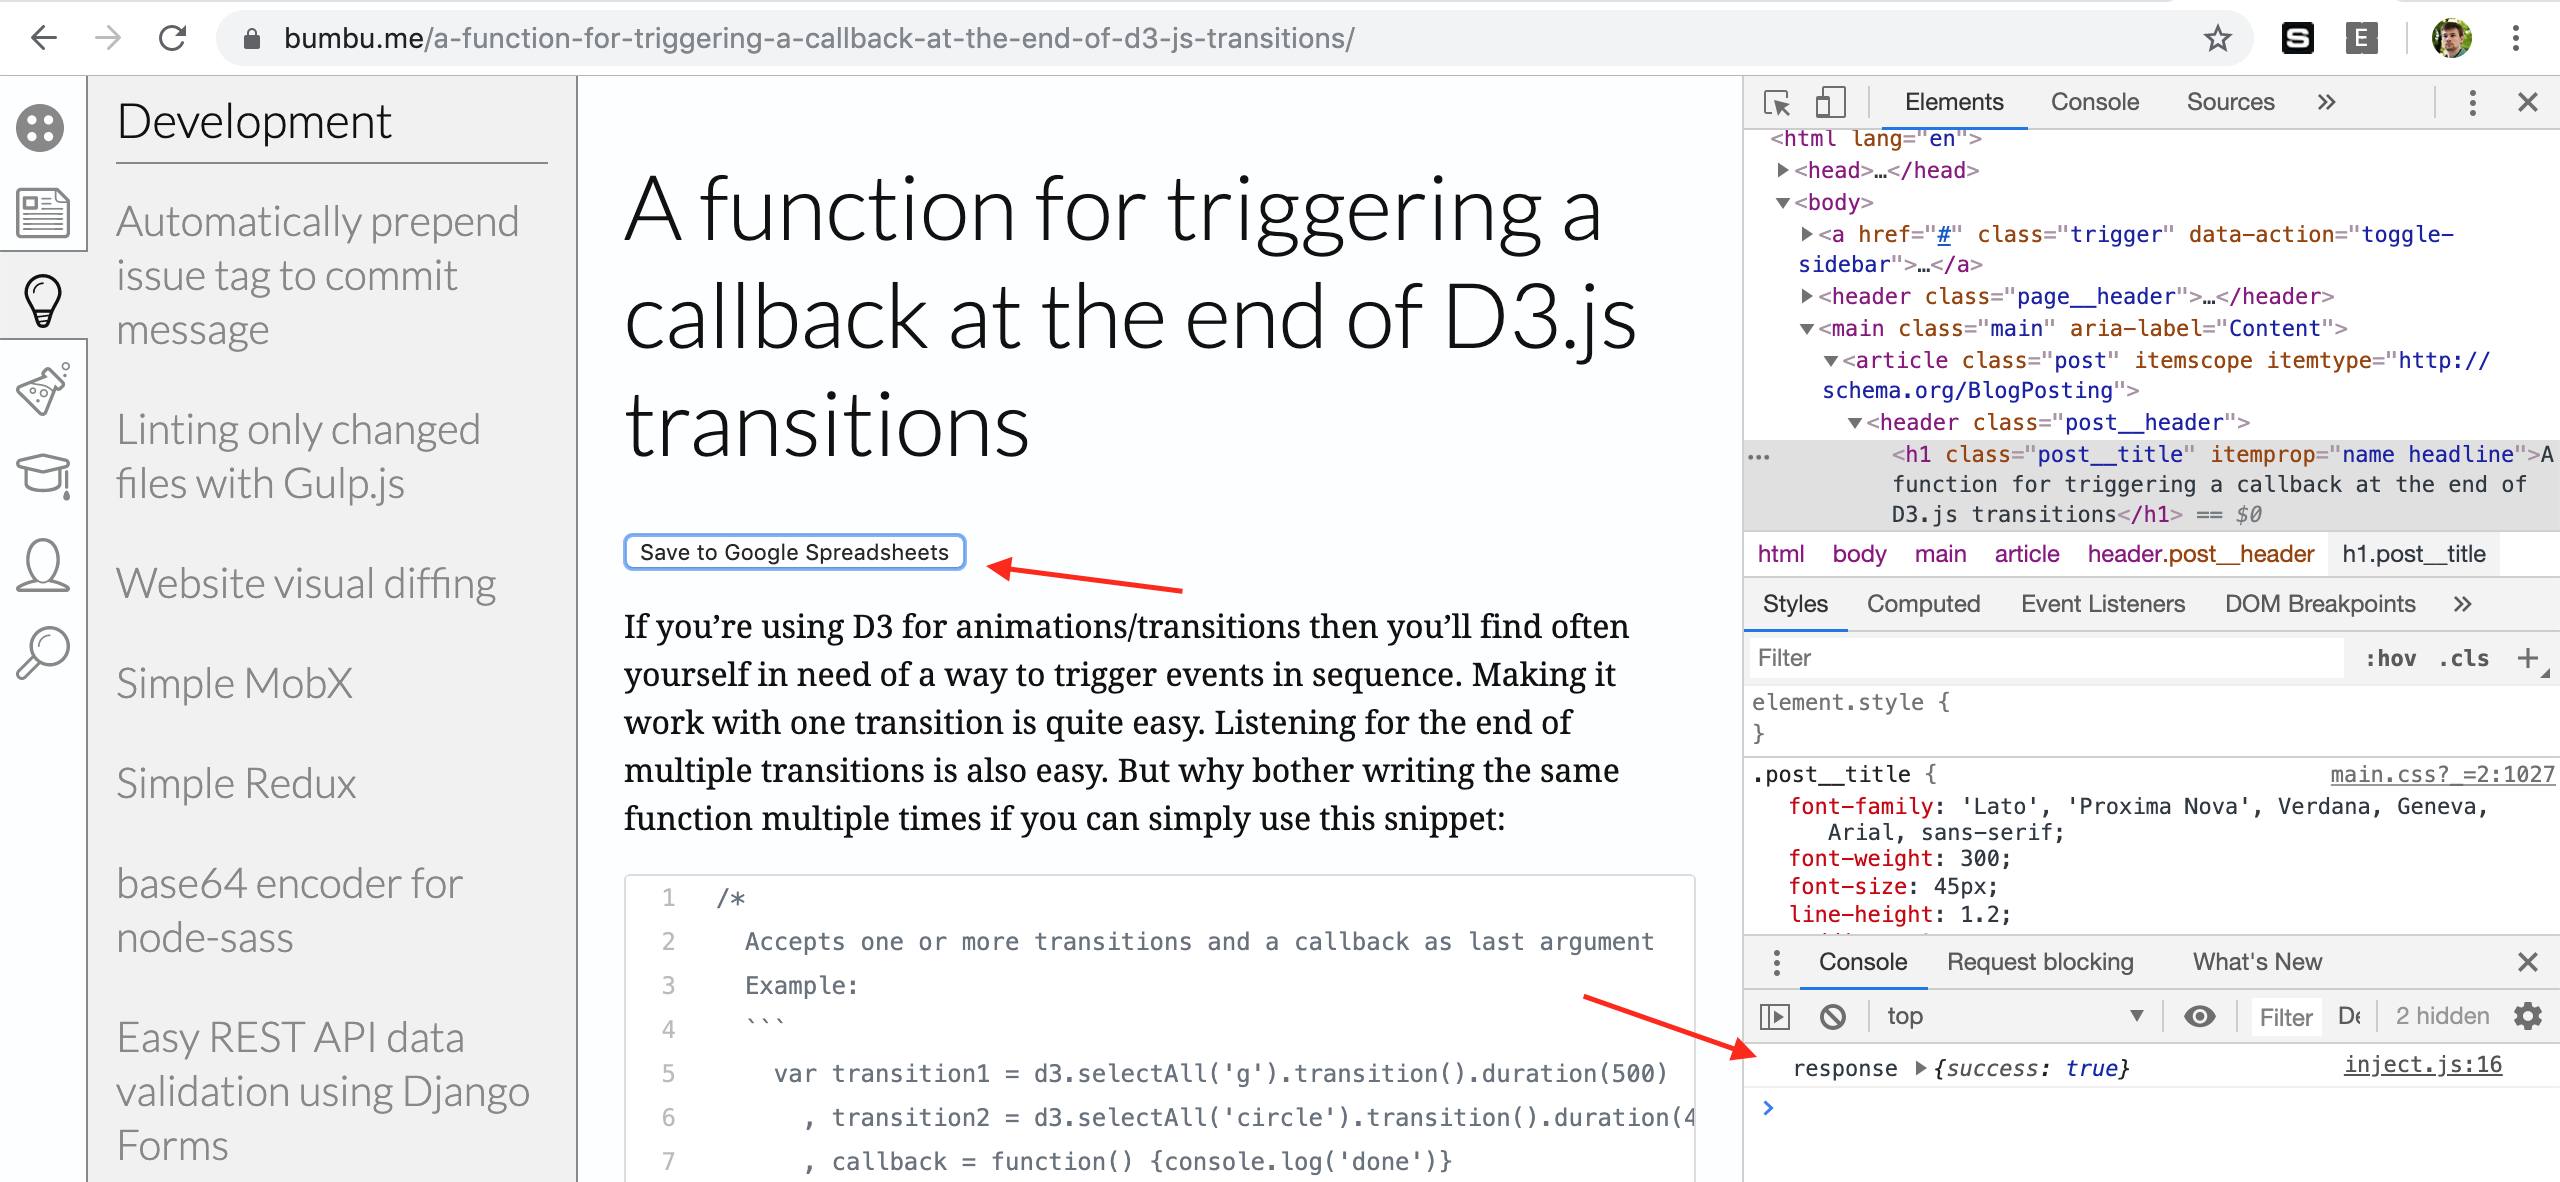 bumbu.me/a-function-for-triggering-a-callback-at-the-end-of-d3-js-transitions/
S
E
Development
Automatically prepend
issue tag to commit
message
Linting only changed
files with Gulp.js
Website visual diffing
Simple MobX
Simple Redux
base64 encoder for
node-sass
Easy REST API data
validation using Django
Forms
A function for triggering a
callback at the end of D3.js
transitions
Save to Google Spreadsheets
If you’re using D3 for animations/transitions then you’ll find often
yourself in need of a way to trigger events in sequence. Making it
work with one transition is quite easy. Listening for the end of
multiple transitions is also easy. But why bother writing the same
function multiple times if you can simply use this snippet:
1 /*
2 Accepts one or more transitions and a callback as last argument
3 Example:
4 ```
5 var transition1 = d3.selectAll('g').transition().duration(500)
6 , transition2 = d3.selectAll('circle').transition().duration(4
7 , callback = function() {console.log('done')}
Elements Console Sources »
<html lang="en">
<head>…</head>
<body>
<a href="#" class="trigger" data-action="toggle-
sidebar">…</a>
<header class="page__header">…</header>
<main class="main" aria-label="Content">
<article class="post" itemscope itemtype="http://
schema.org/BlogPosting">
<header class="post__header">
… <h1 class="post__title" itemprop="name headline">A
function for triggering a callback at the end of
D3.js transitions</h1> == $0
html body main article header.post__header h1.post__title
Styles Computed Event Listeners DOM Breakpoints »
Filter :hov .cls +
element.style {
}
.post__title { main.css?_=2:1027
font-family: 'Lato', 'Proxima Nova', Verdana, Geneva,
Arial, sans-serif;
font-weight: 300;
font-size: 45px;
line-height: 1.2;
Console Request blocking What's New
top Filter De 2 hidden
response {success: true} inject.js:16